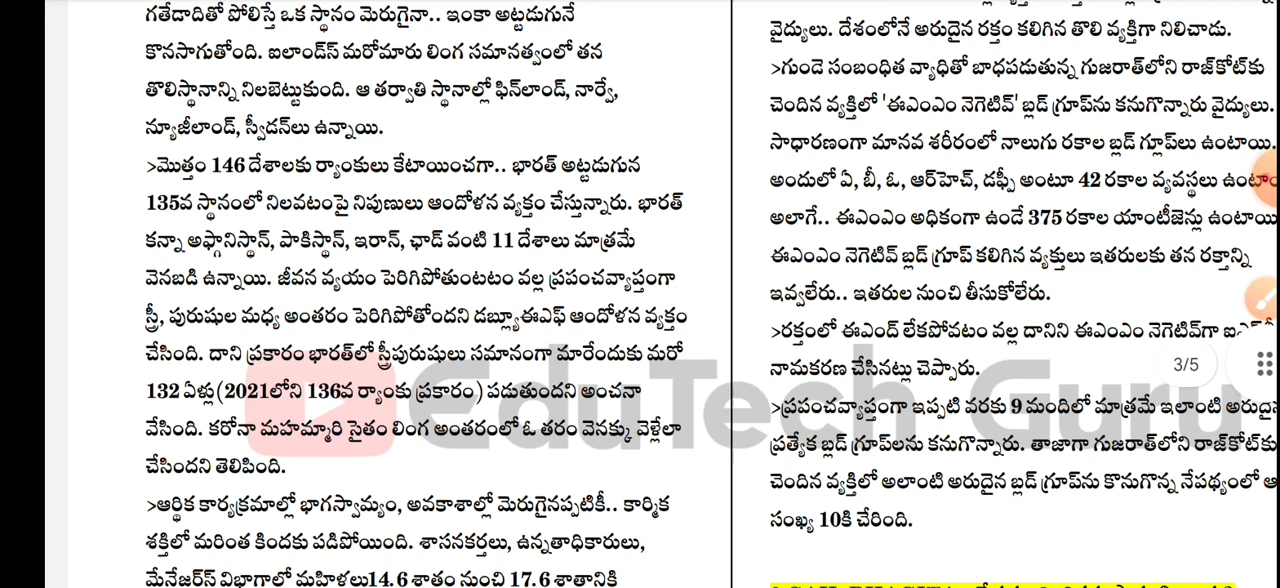 గతేడాదితో పోలిస్తే ఒక స్థానం మెరుగైనా.. ఇంకా అట్టడుగునే
కొనసాగుతోంది. ఐలాండ్స్ మరోమారు లింగ సమానత్వంలో తన
తొలిస్థానాన్ని నిలబెట్టుకుంది. ఆ తర్వాతి స్థానాల్లో ఫిన్‌లాండ్, నార్వే,
న్యూజిలాండ్, స్వీడన్‌లు ఉన్నాయి.
>మొత్తం 146 దేశాలకు ర్యాంకులు కేటాయించగా.. భారత్ అట్టడుగున
135వ స్థానంలో నిలవటంపై నిపుణులు ఆందోళన వ్యక్తం చేస్తున్నారు. భారత్
కన్నా అఫ్గానిస్థాన్, పాకిస్థాన్, ఇరాన్, ఛాడ్ వంటి 11 దేశాలు మాత్రమే
వెనబడి ఉన్నాయి. జీవన వ్యయం పెరిగిపోతుంటటం వల్ల ప్రపంచవ్యాప్తంగా
స్త్రీ, పురుషుల మధ్య అంతరం పెరిగిపోతోందని డబ్ల్యూఈఎఫ్ ఆందోళన వ్యక్తం
చేసింది. దాని ప్రకారం భారత్‌లో స్త్రీపురుషులు సమానంగా మారేందుకు మరో
132 ఏళ్లు(2021లోని 136వ ర్యాంకు ప్రకారం) పడుతుందని అంచనా
వేసింది. కరోనా మహమ్మారి సైతం లింగ అంతరంలో ఓ తరం వెనక్కు వెళ్లేలా
చేసిందని తెలిపింది.
>ఆర్థిక కార్యక్రమాల్లో భాగస్వామ్యం, అవకాశాల్లో మెరుగైనప్పటికీ.. కార్మిక
శక్తిలో మరింత కిందకు పడిపోయింది. శాసనకర్తలు, ఉన్నతాధికారులు,
మేనేజర్స్ విభాగాలో మహిళలు14.6 శాతం నుంచి 17.6 శాతానికి
వైద్యులు. దేశంలోనే అరుదైన రక్తం కలిగిన తొలి వ్యక్తిగా నిలిచాడు.
>గుండె సంబంధిత వ్యాధితో బాధపడుతున్న గుజరాత్‌లోని రాజ్‌కోట్‌కు
చెందిన వ్యక్తిలో 'ఈఎంఎం నెగెటివ్' బ్లడ్ గ్రూప్‌ను కనుగొన్నారు వైద్యులు.
సాధారణంగా మానవ శరీరంలో నాలుగు రకాల బ్లడ్ గ్లూప్‌లు ఉంటాయి.
అందులో ఏ, బీ, ఓ, ఆర్‌హెచ్, డఫ్ఫీ అంటూ 42 రకాల వ్యవస్థలు
అలాగే.. ఈఎంఎం అధికంగా ఉండే 375 రకాల యాంటీజెన్లు ఉంటాయి
ఈఎంఎం నెగెటివ్ బ్లడ్ గ్రూప్ కలిగిన వ్యక్తులు ఇతరులకు తన రక్తాన్ని
ఇవ్వలేరు.. ఇతరుల నుంచి తీసుకోలేరు.
>రక్తంలో ఈఎంద్ లేకపోవటం వల్ల దానిని ఈఎంఎం నెగెటివ్‌గా
నామకరణ చేసినట్లు చెప్పారు.
3/5
>ప్రపంచవ్యాప్తంగా ఇప్పటి వరకు 9 మందిలో మాత్రమే ఇలాంటి అరుదైన
ప్రత్యేక బ్లడ్ గ్రూప్‌లను కనుగొన్నారు. తాజాగా గుజరాత్‌లోని రాజ్‌కోట్‌కు
చెందిన వ్యక్తిలో అలాంటి అరుదైన బ్లడ్ గ్రూప్‌ను కొనుగొన్న నేపథ్యంలో ఆ
సంఖ్య 10కి చేరింది.
EduTech Guru